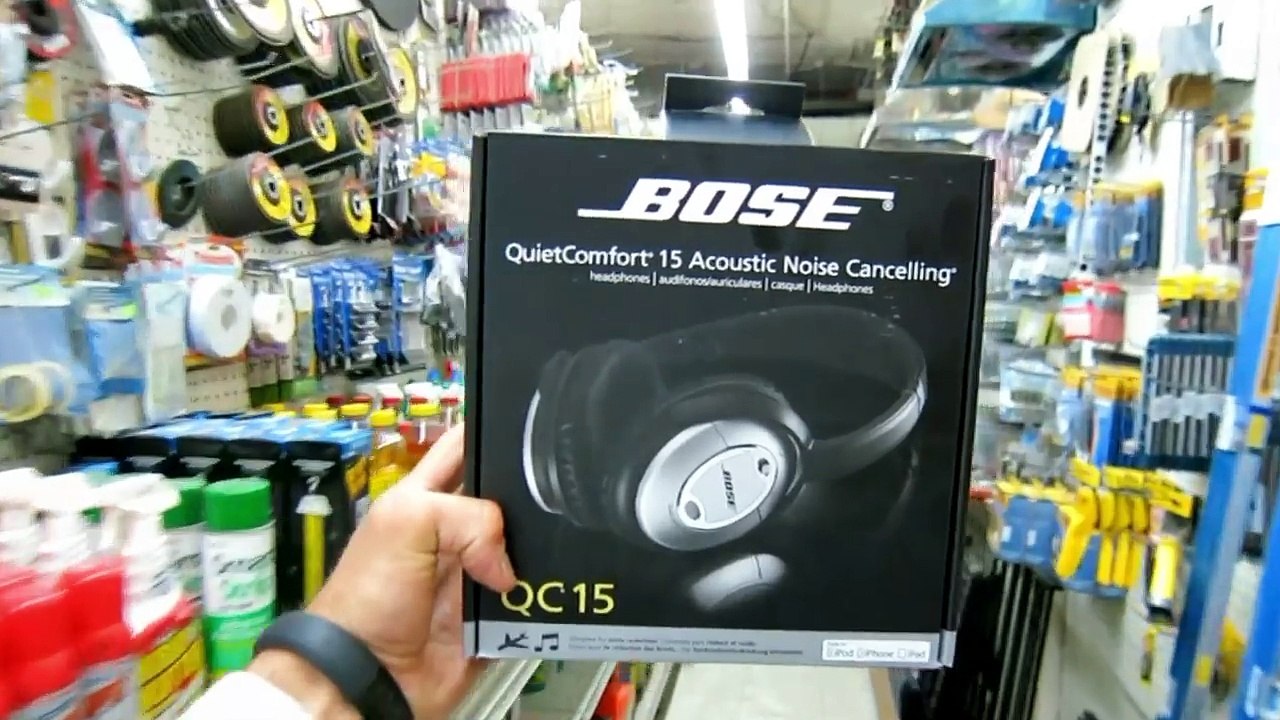 BOSE®
QuietComfort® 15 Acoustic Noise Cancelling®
headphones | audífonos/auriculares | casque | Headphones
BOSE
QC15
iPod iPhone iPad